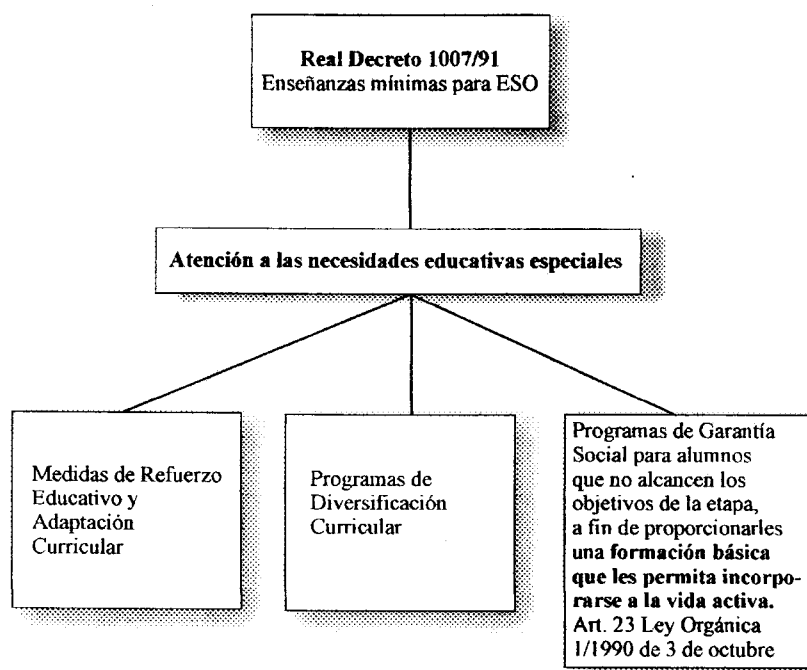 Real Decreto 1007/91
Enseñanzas mínimas para ESO
Atención a las necesidades educativas especiales
Medidas de Refuerzo
Educativo y
Adaptación
Curricular
Programas de
Diversificación
Curricular
Programas de Garantía
Social para alumnos
que no alcancen los
objetivos de la etapa,
a fin de proporcionarles
una formación básica
que les permita incorpo-
rarse a la vida activa.
Art. 23 Ley Orgánica
1/1990 de 3 de octubre